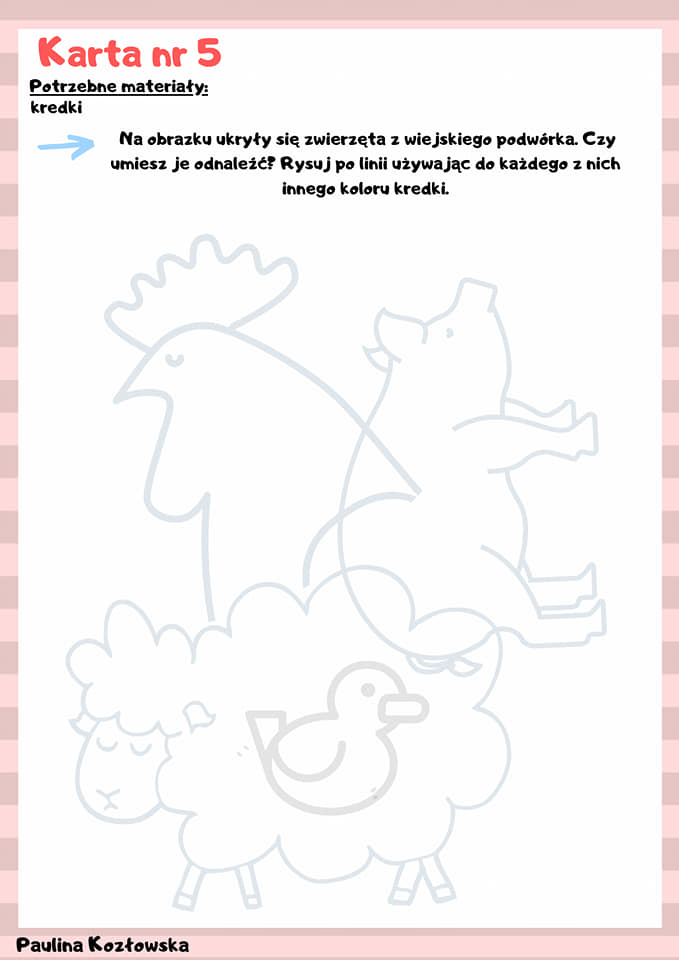 Karta nr 5
Potrzebne materiały:
kredki
Na obrazku ukryły się zwierzęta z wiejskiego podwórka. Czy
umiesz je odnaleźć? Rysuj po linii używając do każdego z nich
innego koloru kredki.
Paulina Kozłowska